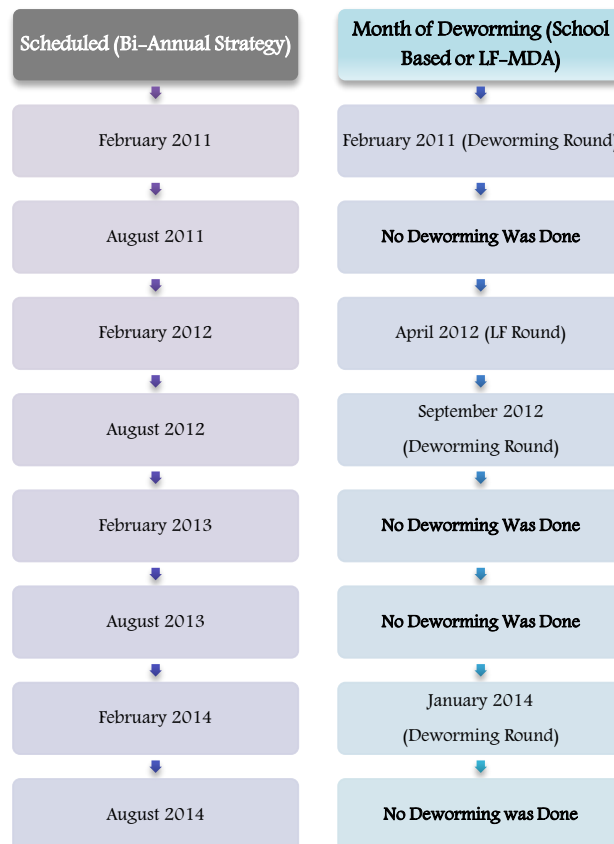 Scheduled (Bi-Annual Strategy)
February 2011
August 2011
February 2012
August 2012
February 2013
August 2013
February 2014
August 2014
Month of Deworming (School
Based or LF-MDA)
February 2011 (Deworming Round)
No Deworming Was Done
April 2012 (LF Round)
September 2012
(Deworming Round)
No Deworming Was Done
No Deworming Was Done
January 2014
(Deworming Round)
No Deworming was Done